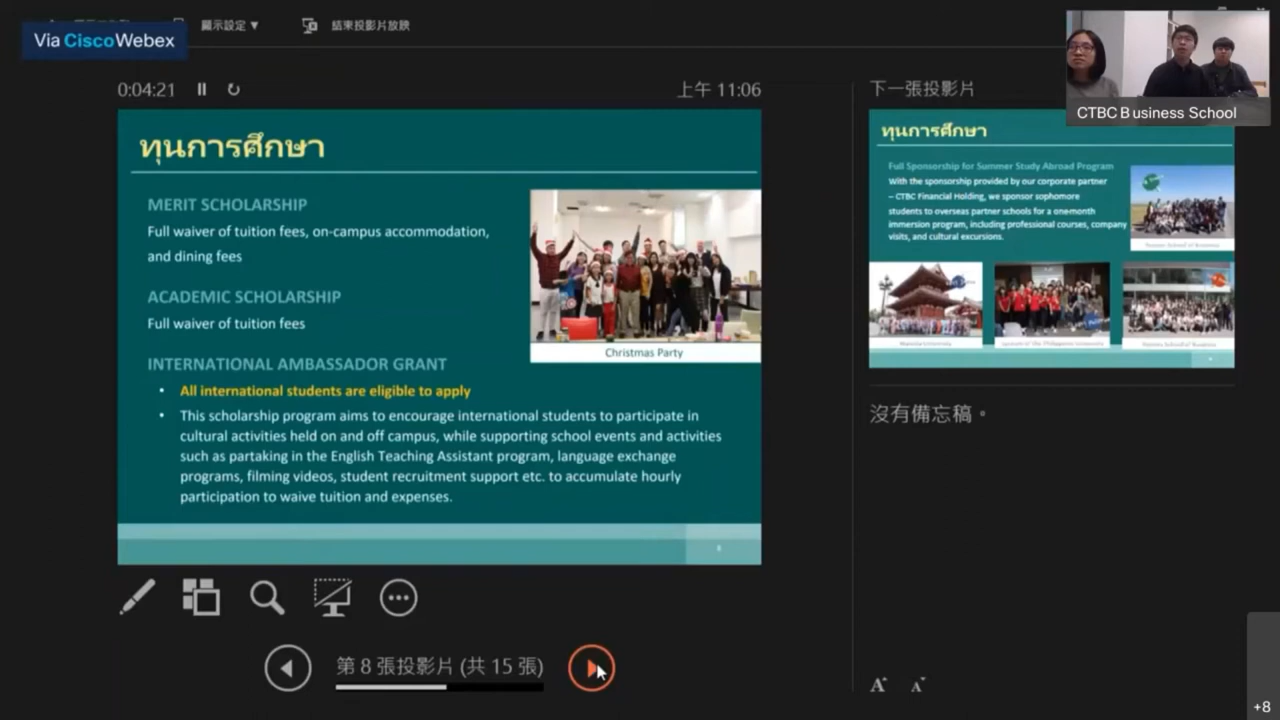 顯示設定 ▼
結束投影片放映
Via CiscoWebex
0:04:21
上午 11:06
下一張投影片
CTBC Business School
ทุนการศึกษา
MERIT SCHOLARSHIP
Full waiver of tuition fees, on-campus accommodation,
and dining fees
ACADEMIC SCHOLARSHIP
Full waiver of tuition fees
Christmas Party
INTERNATIONAL AMBASSADOR GRANT
• All international students are eligible to apply
• This scholarship program aims to encourage international students to participate in
cultural activities held on and off campus, while supporting school events and activities
such as partaking in the English Teaching Assistant program, language exchange
programs, filming videos, student recruitment support etc. to accumulate hourly
participation to waive tuition and expenses.
8
ทุนการศึกษา
Full Sponsorship for Summer Study Abroad Program
With the sponsorship provided by our corporate partner
– CTBC Financial Holding, we sponsor sophomore
students to overseas partner schools for a onemonth
immersion program, including professional courses, company
visits, and cultural excursions.
沒有備忘稿。
第 8 張投影片 (共 15 張)
A A
+8